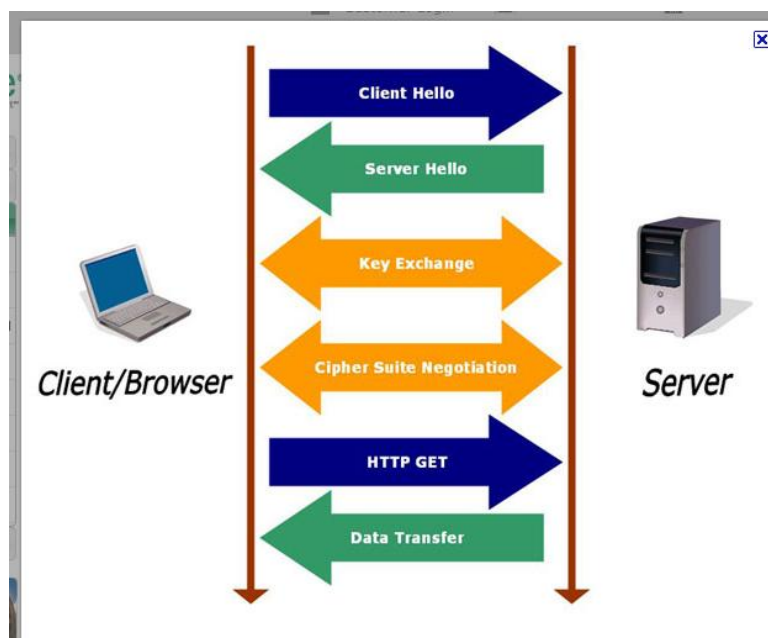 Client Hello
Server Hello
Key Exchange
Cipher Suite Negotiation
Client/Browser
Server
HTTP GET
Data Transfer